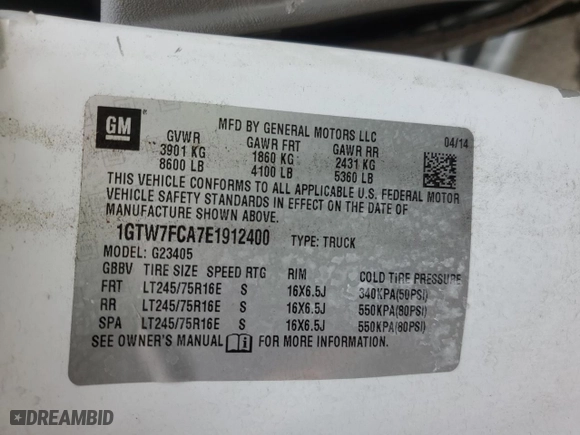 GM
MFD BY GENERAL MOTORS LLC
04/14
GVWR GAWR FRT GAWR RR
3901 KG 1860 KG 2431 KG
8600 LB 4100 LB 5360 LB
THIS VEHICLE CONFORMS TO ALL APPLICABLE U.S. FEDERAL MOTOR
VEHICLE SAFETY STANDARDS IN EFFECT ON THE DATE OF
MANUFACTURE SHOWN ABOVE.
1GTW7FCA7E1912400 TYPE: TRUCK
MODEL: G23405
GBBV TIRE SIZE SPEED RTG RIM COLD TIRE PRESSURE
FRT LT245/75R16E S 16X6.5J 340KPA(50PSI)
RR LT245/75R16E S 16X6.5J 550KPA(80PSI)
SPA LT245/75R16E S 16X6.5J 550KPA(80PSI)
SEE OWNER'S MANUAL i FOR MORE INFORMATION.
DREAMBID